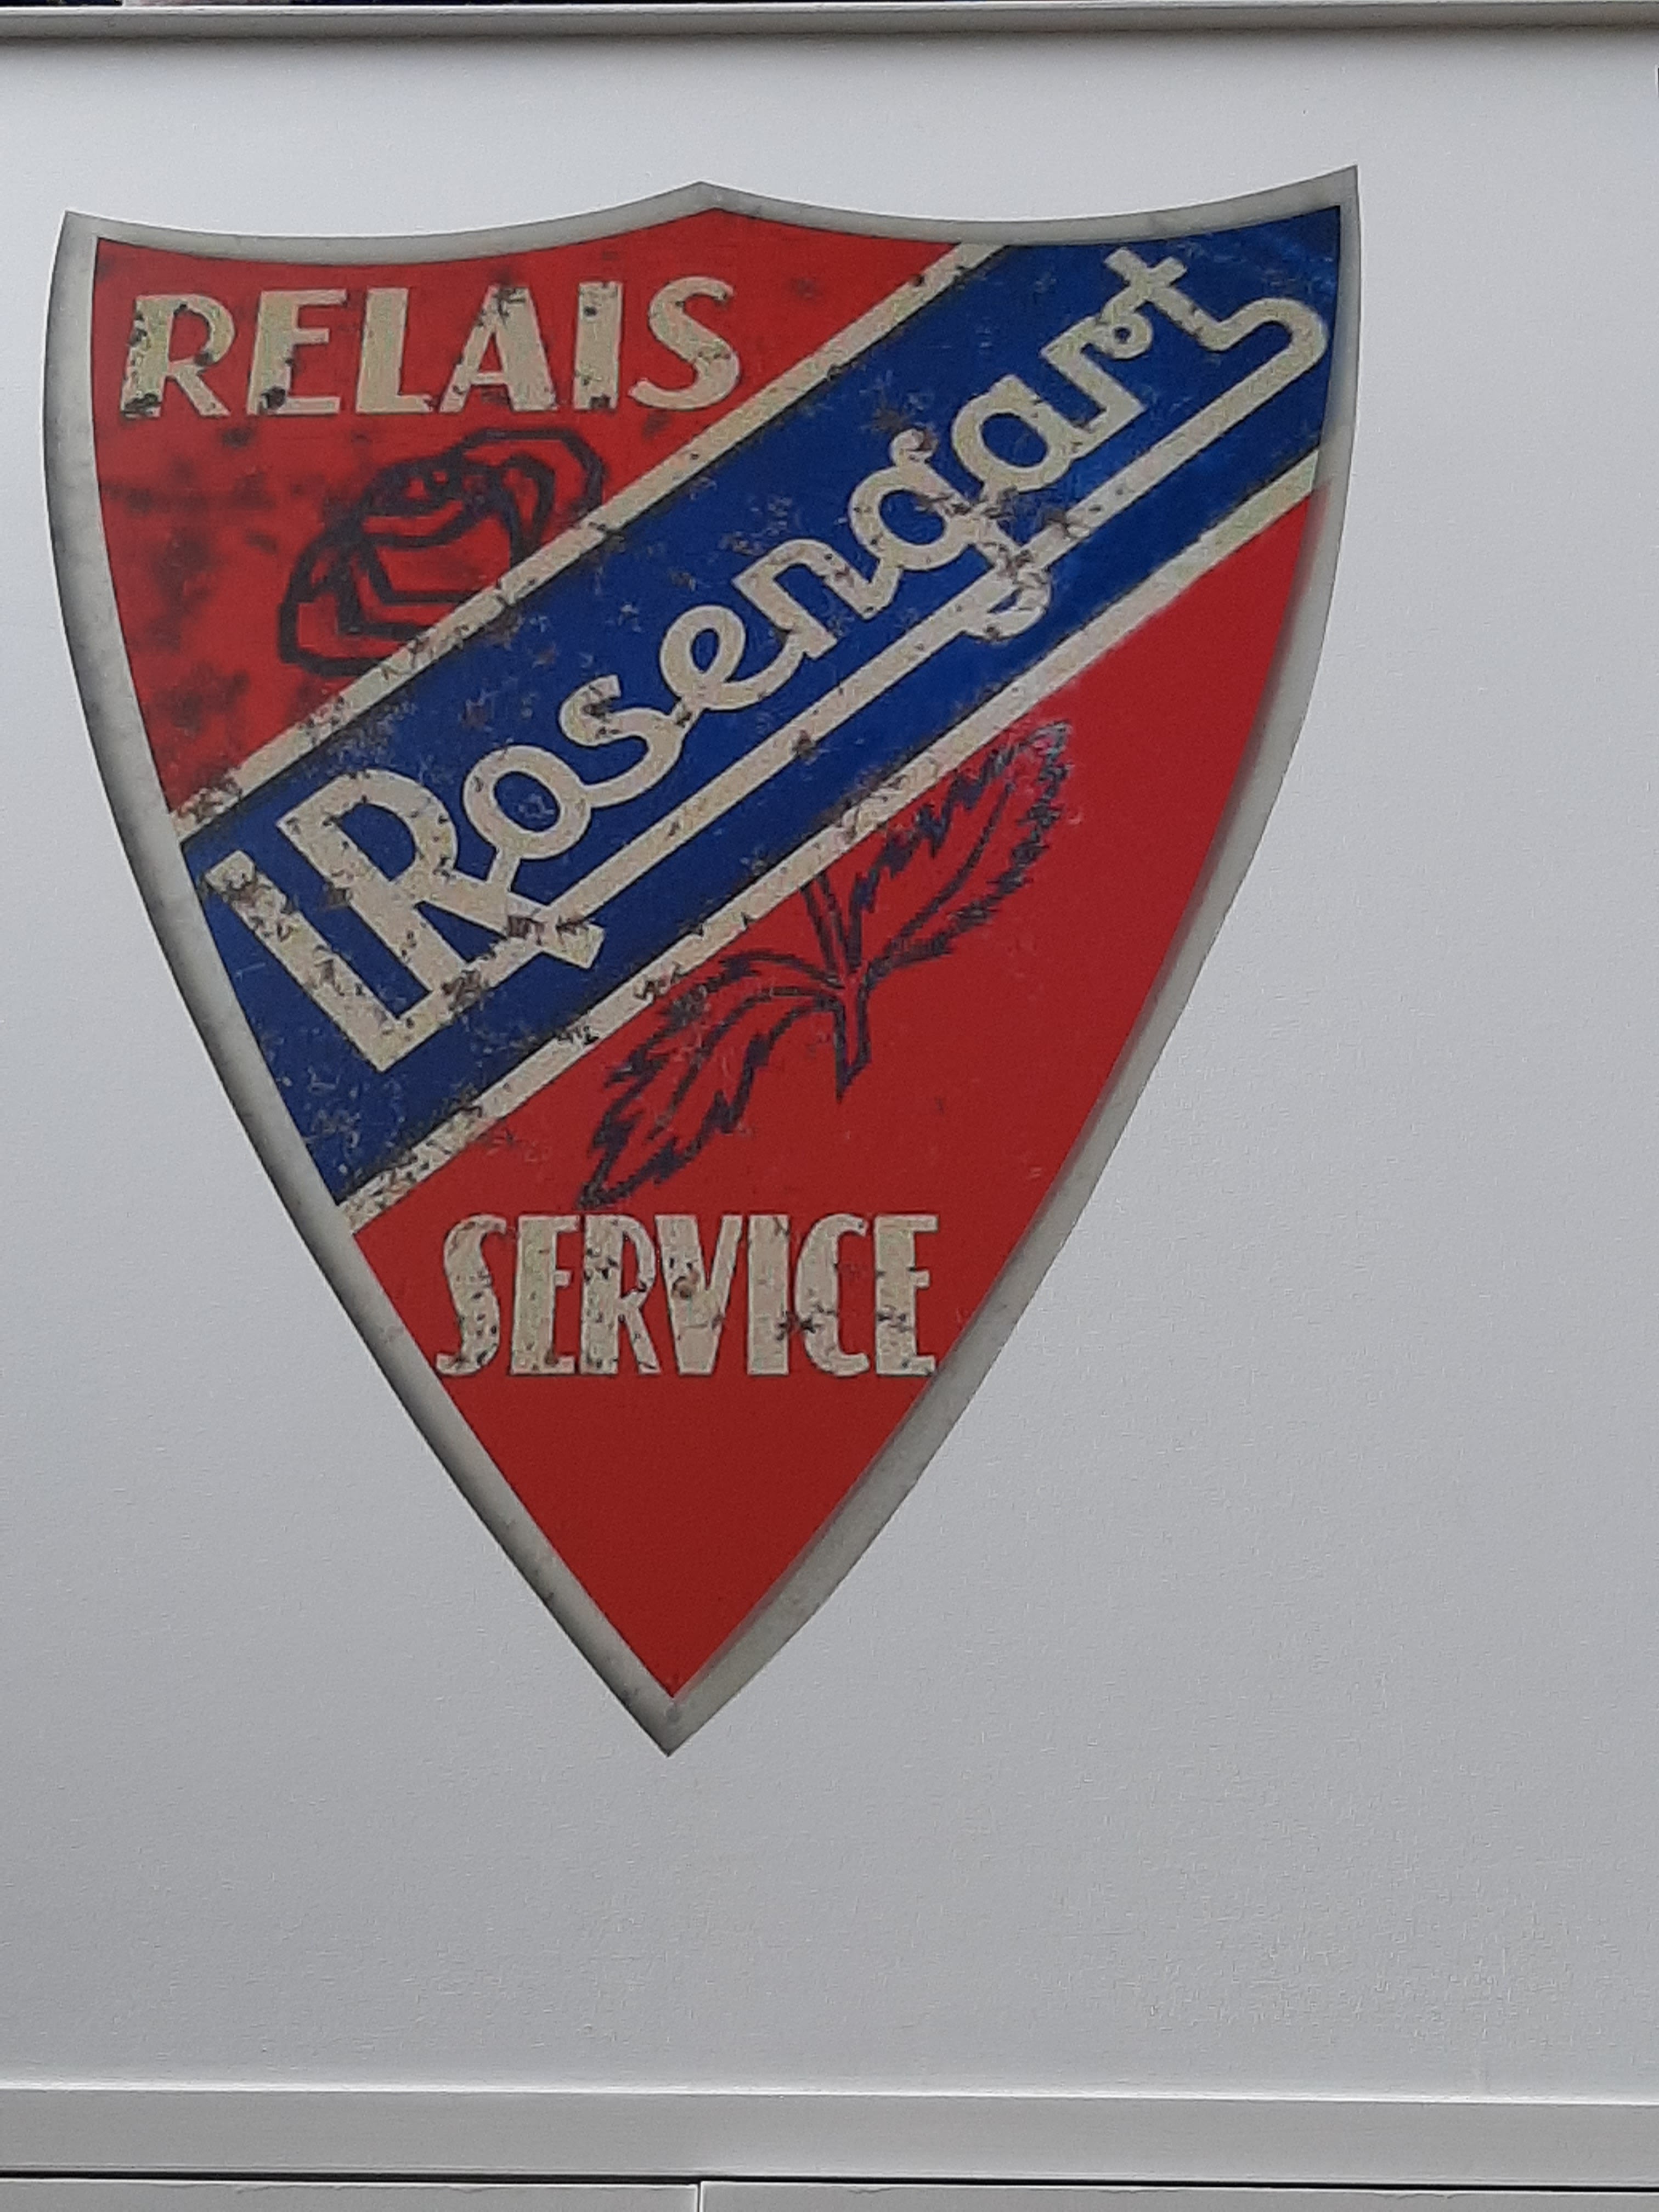 RELAIS
L Rosengart
SERVICE